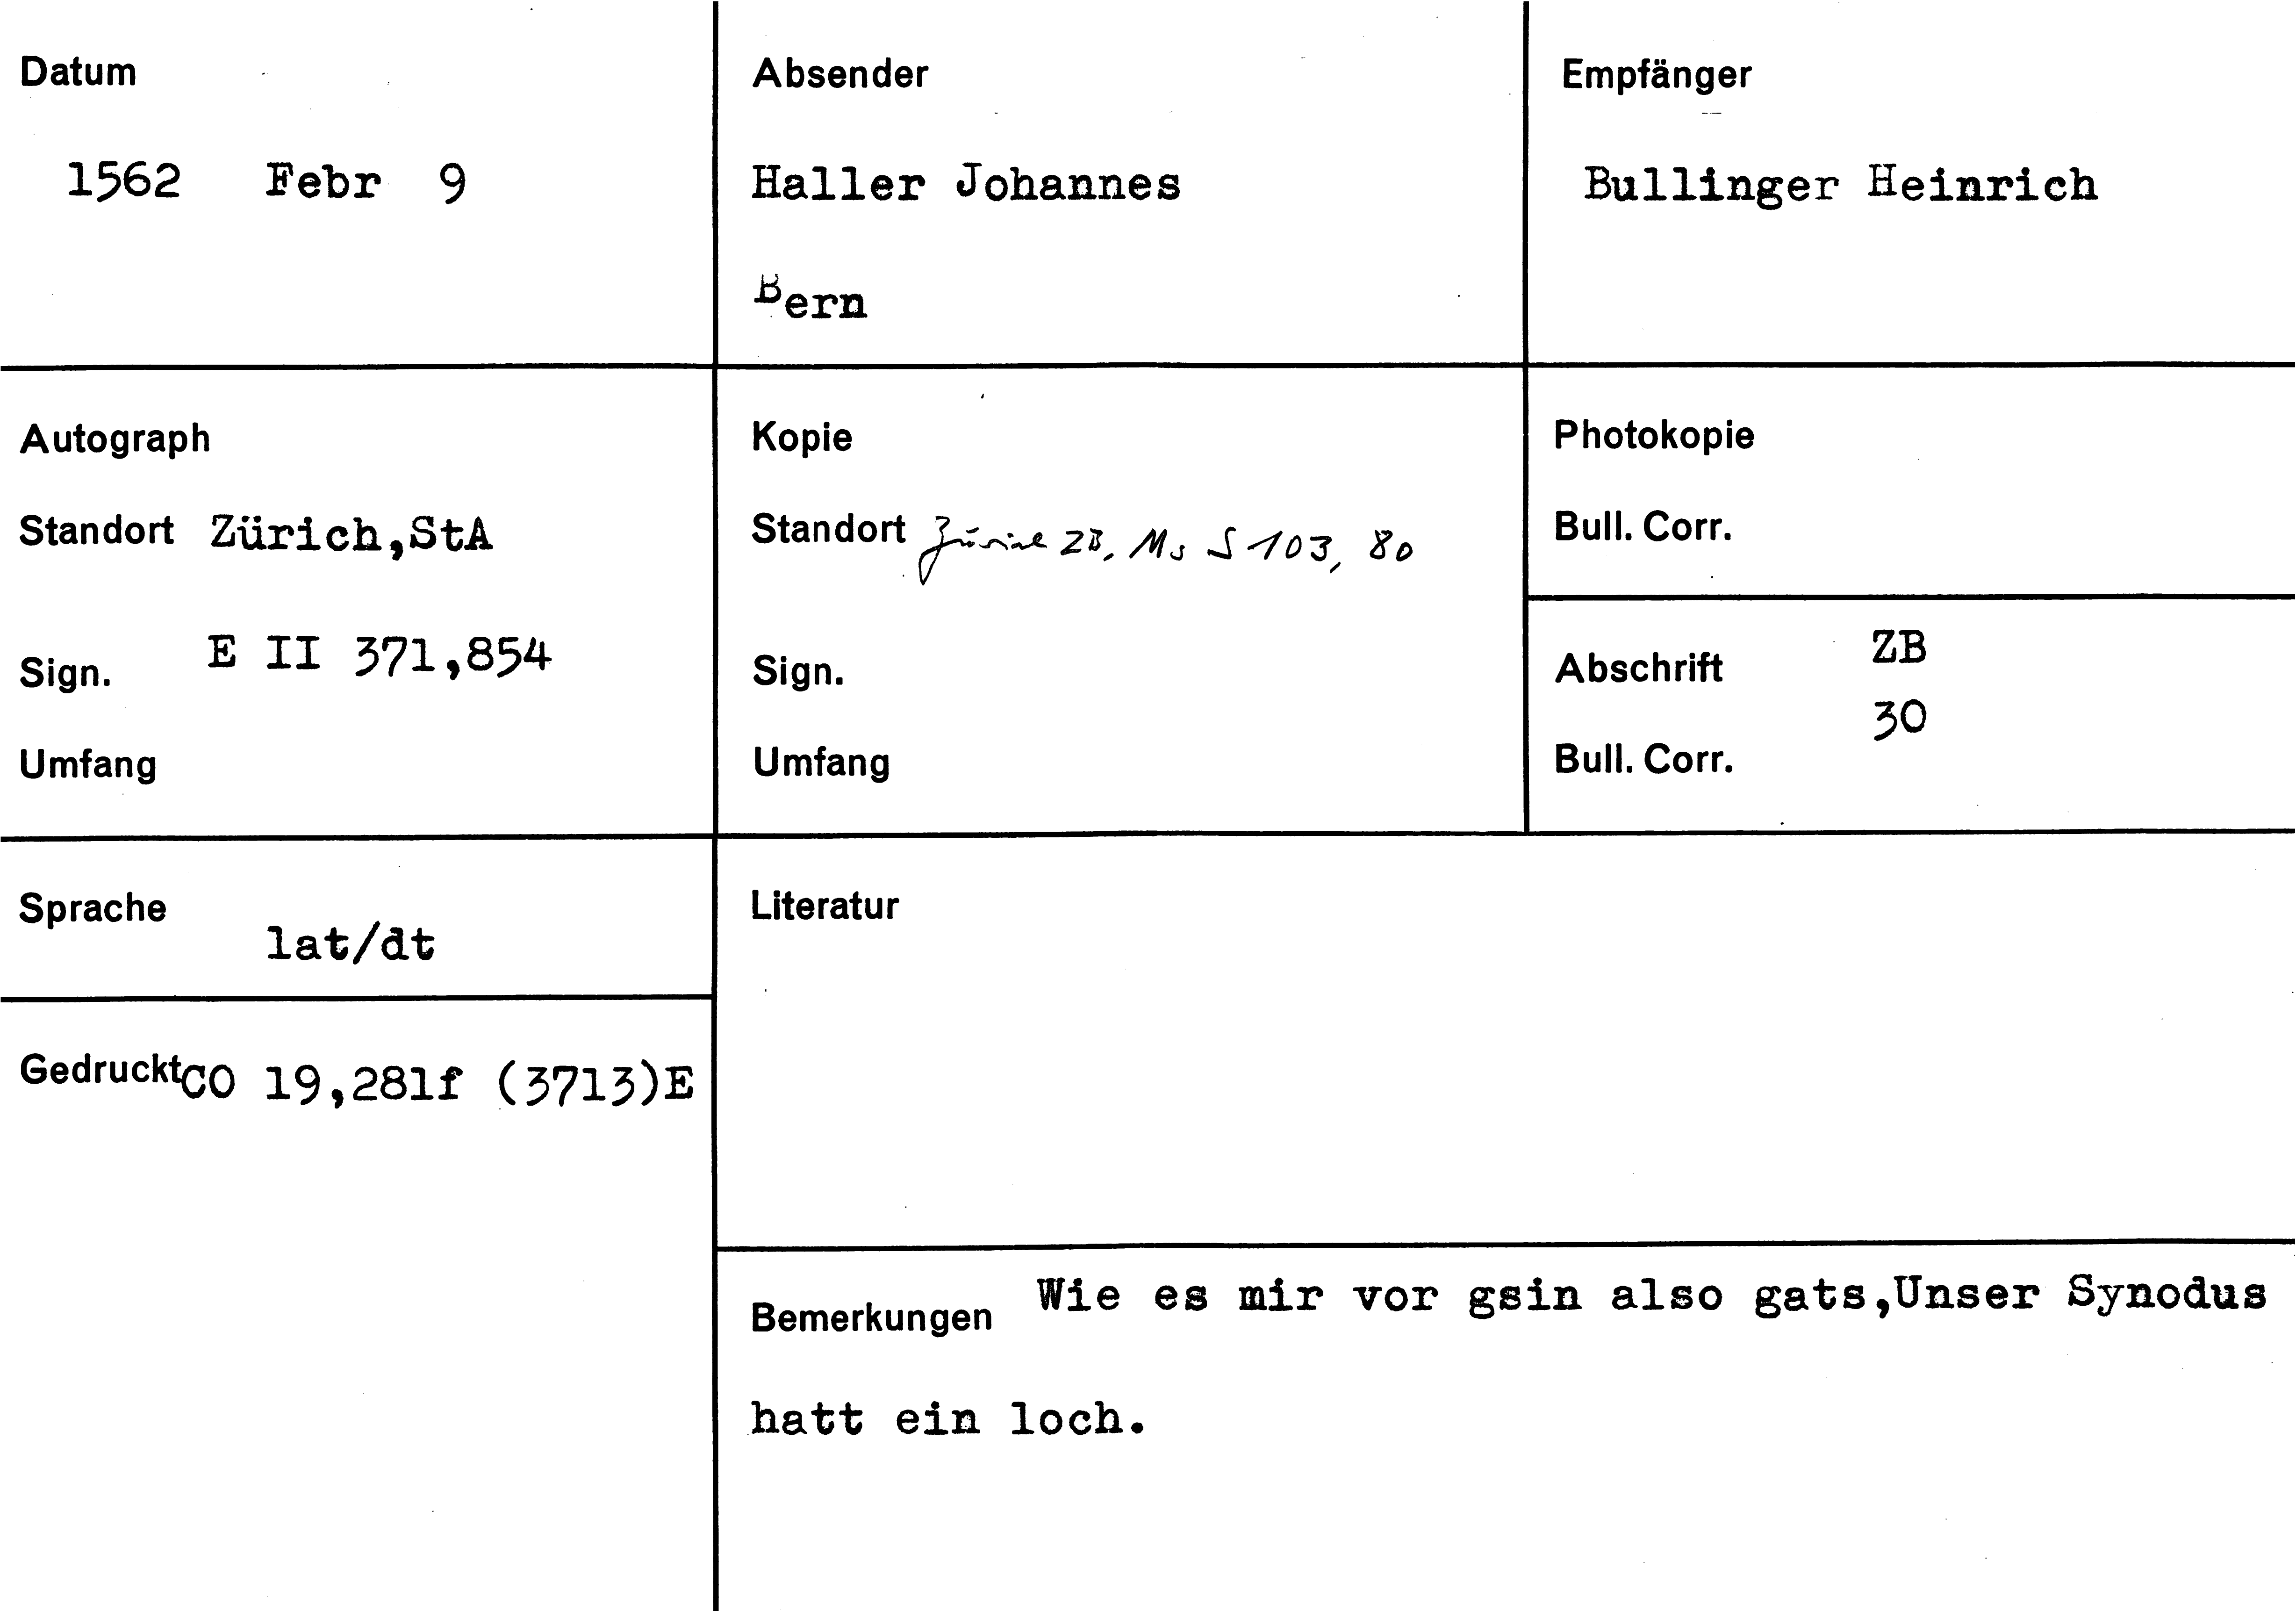 Datum
1562 Febr 9
Absender
Haller Johannes
Bern
Empfänger
Bullinger Heinrich
Autograph
Standort Zürich,StA
Sign. E II 371,854
Umfang
Kopie
Standort Zürich ZB, Ms S 103, 80
Sign.
Umfang
Photokopie
Bull. Corr.
Abschrift ZB
30
Bull. Corr.
Sprache
lat/dt
Gedruckt CO 19,281f (3713)E
Literatur
Bemerkungen Wie es mir vor gsin also gats,Unser Synodus
hatt ein loch.